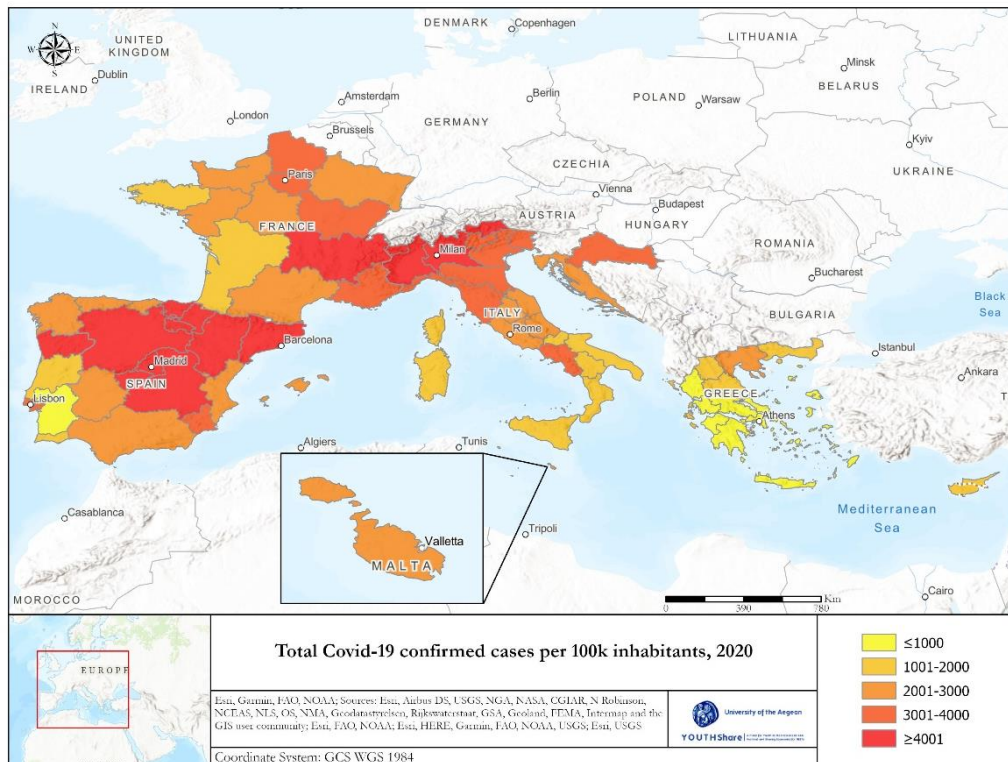 N
W E
S
UNITED
KINGDOM
Dublin
IRELAND
London
DENMARK
Copenhagen
LITHUANIA
Minsk
BELARUS
Amsterdam
Berlin
POLAND
Warsaw
Brussels
GERMANY
Kyiv
UKRAINE
CZECHIA
Paris
Vienna
Budapest
AUSTRIA
HUNGARY
FRANCE
Milan
ROMANIA
Bucharest
Black
Sea
BULGARIA
ITALY
Rome
Barcelona
Madrid
SPAIN
Lisbon
Istanbul
Ankara
T
GREECE
Athens
Algiers
Tunis
Valletta
MALTA
Casablanca
Tripoli
Mediterranean
Sea
MOROCCO
Cairo
0 390 780
Km
EUROPE
Total Covid-19 confirmed cases per 100k inhabitants, 2020
Esri, Garmin, FAO, NOAA; Sources: Esri, Airbus DS, USGS, NGA, NASA, CGIAR, N Robinson,
NCEAS, NLS, OS, NMA, Geodatastyrelsen, Rijkswaterstaat, GSA, Geoland, FEMA, Intermap and the
GIS user community; Esri, FAO, NOAA; Esri, HERE, Garmin, FAO, NOAA, USGS; Esri, USGS
University of the Aegean
YOUTHShare
Coordinate System: GCS WGS 1984
≤1000
1001-2000
2001-3000
3001-4000
≥4001